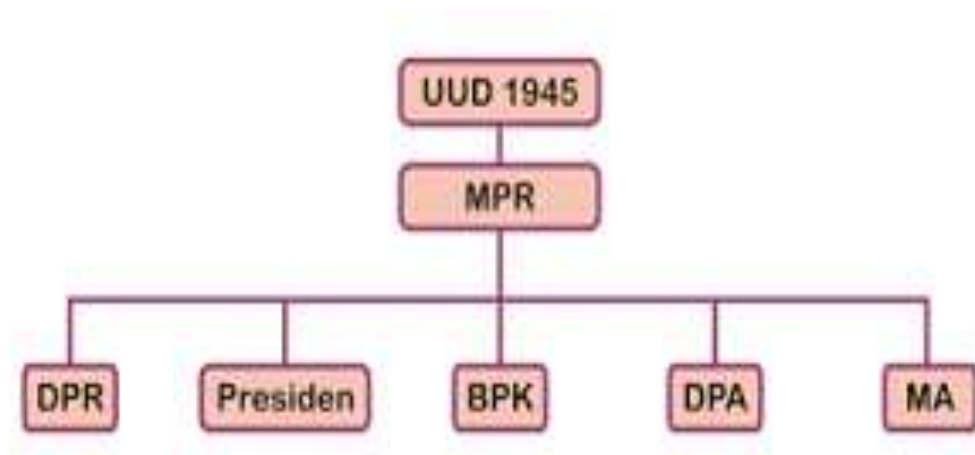 UUD 1945
MPR
DPR
Presiden
BPK
DPA
MA